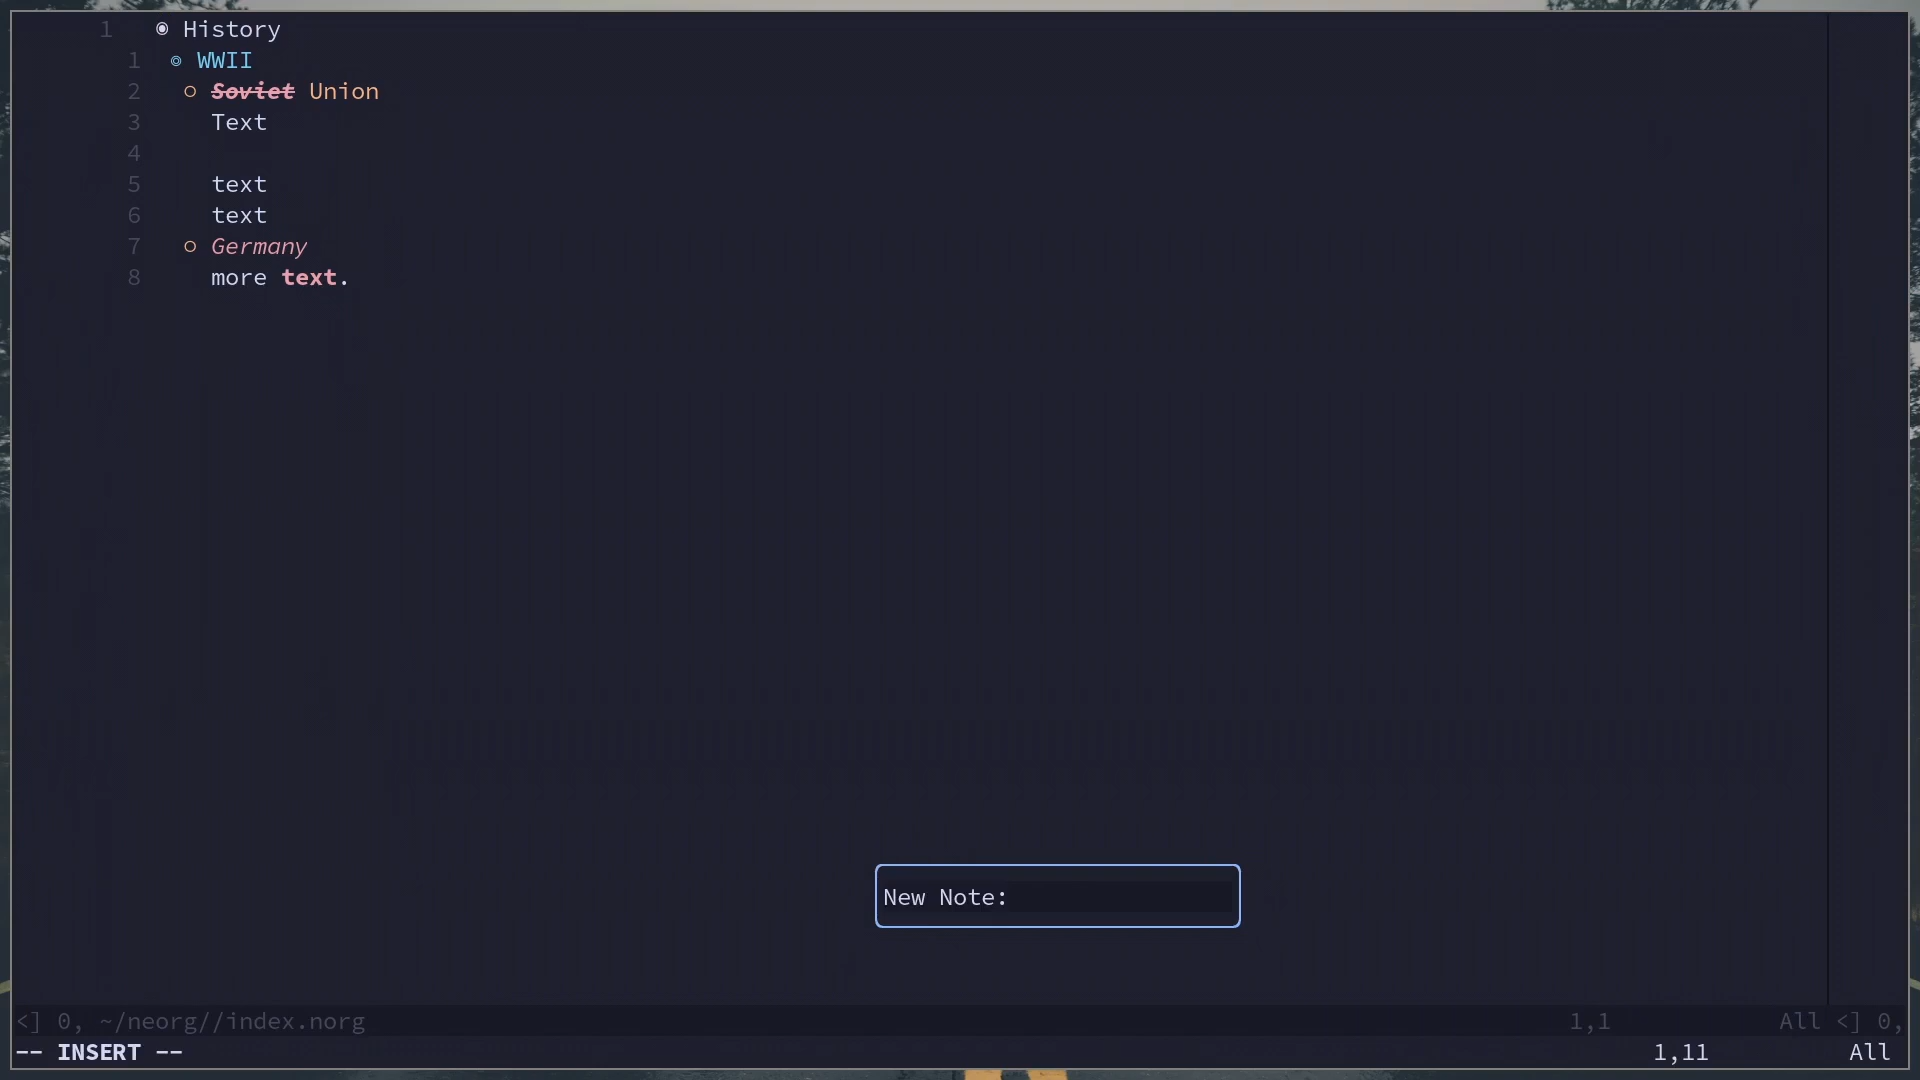 1 ◉ History
1 ◎ WWII
2 ○ Soviet Union
3 Text
4
5 text
6 text
7 ○ Germany
8 more text.
New Note:
<] 0, ~/neorg//index.norg 1,1 All <] 0,
-- INSERT -- 1,11 All